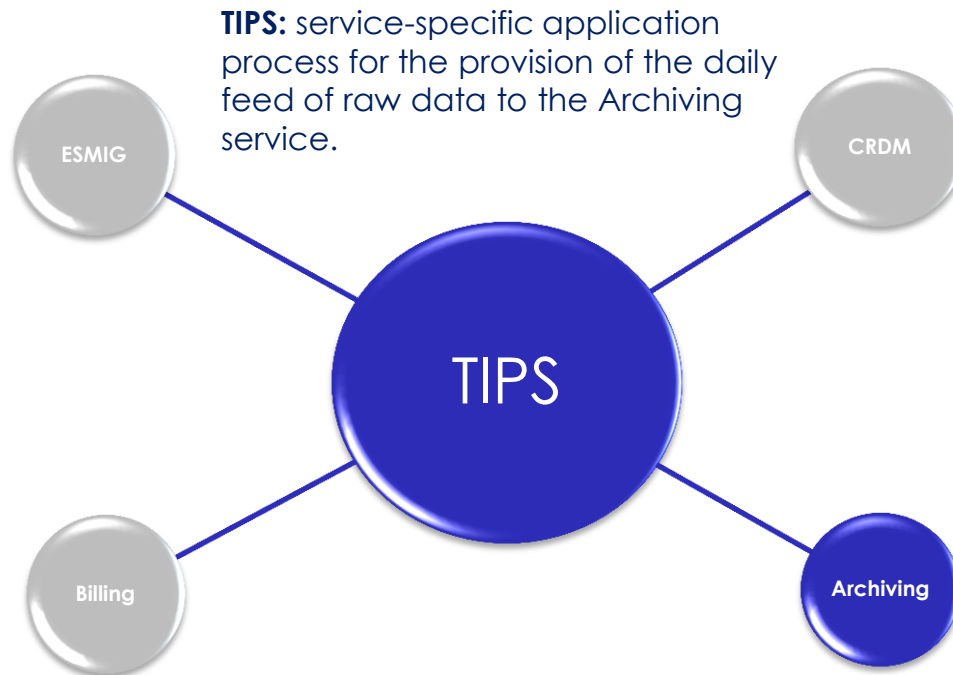 TIPS: service-specific application
process for the provision of the daily
feed of raw data to the Archiving
service.
ESMIG
CRDM
TIPS
Billing
Archiving